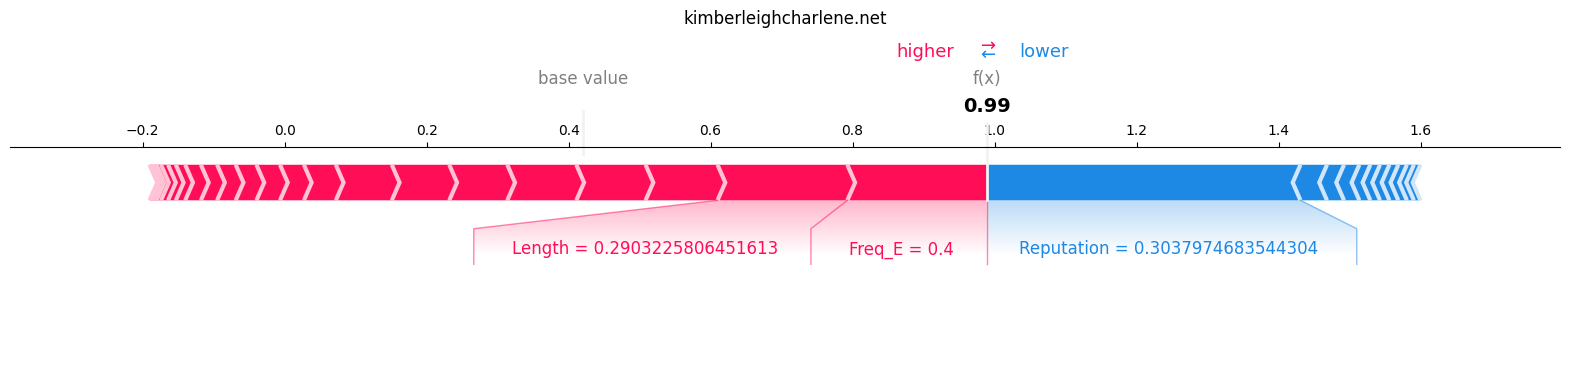 kimberleighcharlene.net
higher ⇄ lower
base value f(x)
0.99
−0.2 0.0 0.2 0.4 0.6 0.8 1.0 1.2 1.4 1.6
Length = 0.2903225806451613 Freq_E = 0.4 Reputation = 0.3037974683544304